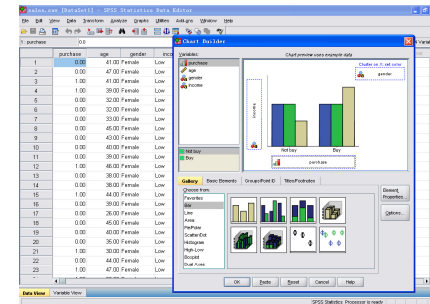 sales.sav [DataSet1] - SPSS Statistics Data Editor
File Edit View Data Transform Analyze Graphs Utilities Add-ons Window Help
1 : purchase 0.0
purchase age gender inco
1 0.00 41.00 Female Low
2 0.00 47.00 Female Low
3 1.00 41.00 Female Low
4 1.00 39.00 Female Low
5 0.00 32.00 Female Low
6 0.00 32.00 Female Low
7 0.00 33.00 Female Low
8 0.00 45.00 Female Low
9 0.00 43.00 Female Low
10 0.00 40.00 Female Low
11 0.00 39.00 Female Low
12 0.00 46.00 Female Low
13 1.00 38.00 Female Low
14 0.00 38.00 Female Low
15 1.00 44.00 Female Low
16 1.00 39.00 Female Low
17 0.00 26.00 Female Low
18 0.00 45.00 Female Low
19 0.00 40.00 Female Low
20 0.00 35.00 Female Low
21 1.00 30.00 Female Low
22 0.00 44.00 Female Low
23 1.00 47.00 Female Low
Data View Variable View
SPSS Statistics Processor is ready
Chart Builder
Variables:
purchase
age
gender
income
Not buy
Buy
Chart preview uses example data
Cluster on X: set color
gender
income
Not buy Buy
purchase
Gallery Basic Elements Groups/Point ID Titles/Footnotes
Choose from:
Favorites
Bar
Line
Area
Pie/Polar
Scatter/Dot
Histogram
High-Low
Boxplot
Dual Axes
Element Properties...
Options...
OK Paste Reset Cancel Help